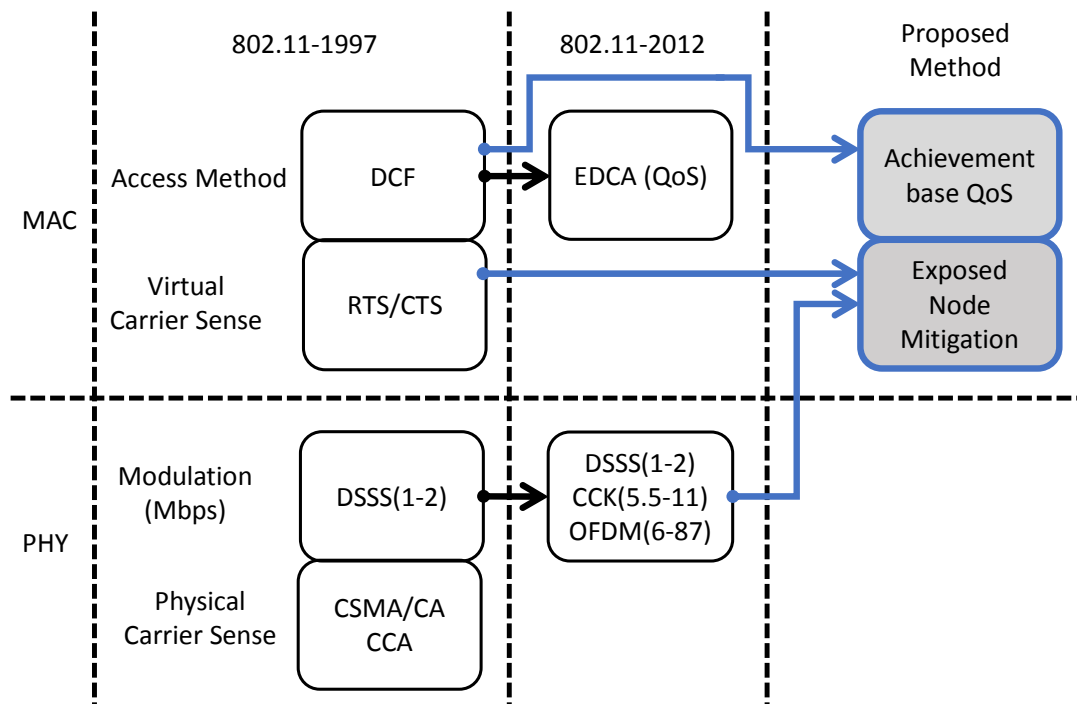 802.11-1997
802.11-2012
Proposed
Method
MAC
Access Method
DCF
EDCA (QoS)
Achievement
base QoS
Virtual
Carrier Sense
RTS/CTS
Exposed
Node
Mitigation
PHY
Modulation
(Mbps)
DSSS(1-2)
DSSS(1-2)
CCK(5.5-11)
OFDM(6-87)
Physical
Carrier Sense
CSMA/CA
CCA